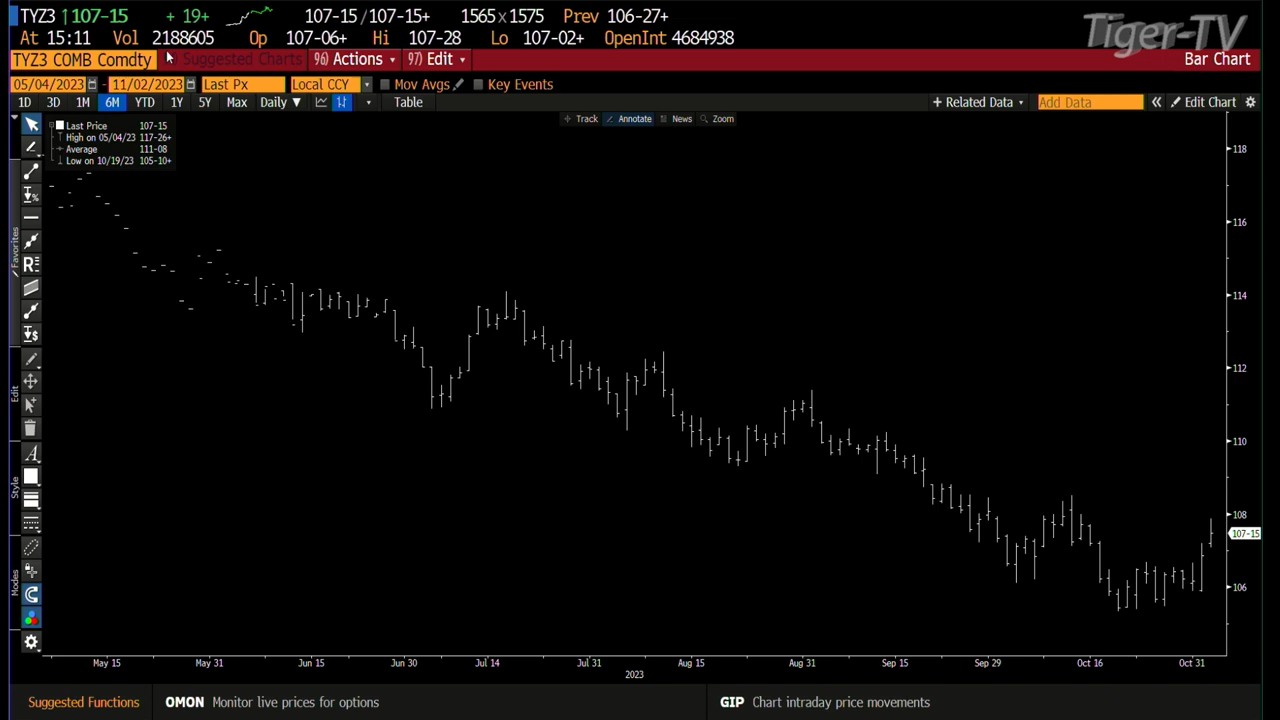 TYZ3 ↑107-15 + 19+ 107-15/107-15+ 1565x1575 Prev 106-27+
At 15:11 Vol 2188605 Op 107-06+ Hi 107-28 Lo 107-02+ OpenInt 4684938
Tiger-TV
TYZ3 COMB Comdty Suggested Charts 96) Actions 97) Edit Bar Chart
05/04/2023 - 11/02/2023 Last Px Local CCY Mov Avgs Key Events
1D 3D 1M 6M YTD 1Y 5Y Max Daily ▼ Table + Related Data Add Data « Edit Chart
Track Annotate News Zoom
Last Price 107-15
High on 05/04/23 117-26+
Average 111-08
Low on 10/19/23 105-10+
Favorites
Edit
Style
Modes
118
116
114
112
110
108
107-15
106
May 15 May 31 Jun 15 Jun 30 Jul 14 Jul 31 Aug 15 Aug 31 Sep 15 Sep 29 Oct 16 Oct 31
2023
Suggested Functions OMON Monitor live prices for options GIP Chart intraday price movements